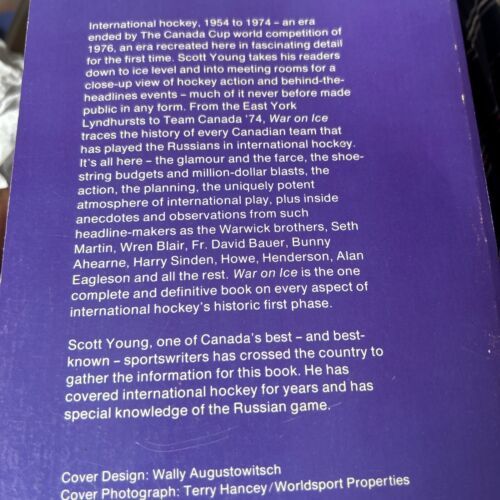 International hockey, 1954 to 1974 – an era
ended by The Canada Cup world competition of
1976, an era recreated here in fascinating detail
for the first time. Scott Young takes his readers
down to ice level and into meeting rooms for a
close-up view of hockey action and behind-the-
headlines events – much of it never before made
public in any form. From the East York
Lyndhursts to Team Canada '74, War on Ice
traces the history of every Canadian team that
has played the Russians in international hockey.
It's all here – the glamour and the farce, the shoe-
string budgets and million-dollar blasts, the
action, the planning, the uniquely potent
atmosphere of international play, plus inside
anecdotes and observations from such
headline-makers as the Warwick brothers, Seth
Martin, Wren Blair, Fr. David Bauer, Bunny
Ahearne, Harry Sinden, Howe, Henderson, Alan
Eagleson and all the rest. War on Ice is the one
complete and definitive book on every aspect of
international hockey's historic first phase.
Scott Young, one of Canada's best – and best-
known – sportswriters has crossed the country to
gather the information for this book. He has
covered international hockey for years and has
special knowledge of the Russian game.
Cover Design: Wally Augustowitsch
Cover Photograph: Terry Hancey/Worldsport Properties